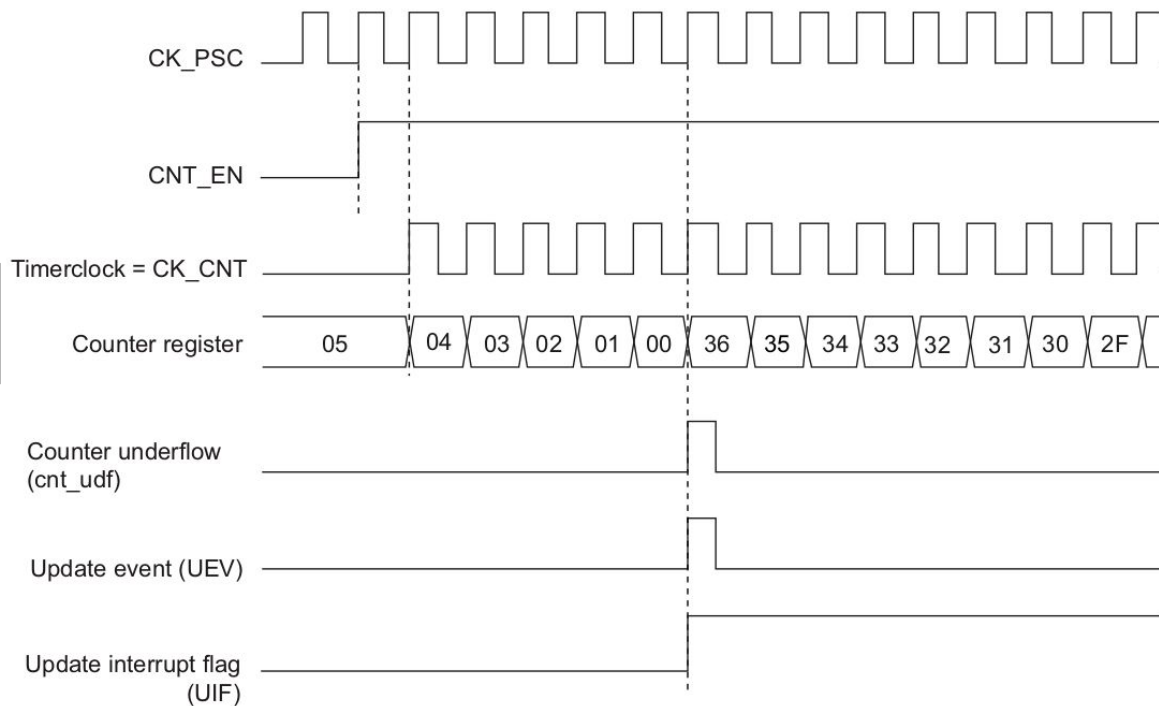 CK_PSC
CNT_EN
Timerclock = CK_CNT
Counter register
05 04 03 02 01 00 36 35 34 33 32 31 30 2F
Counter underflow
(cnt_udf)
Update event (UEV)
Update interrupt flag
(UIF)